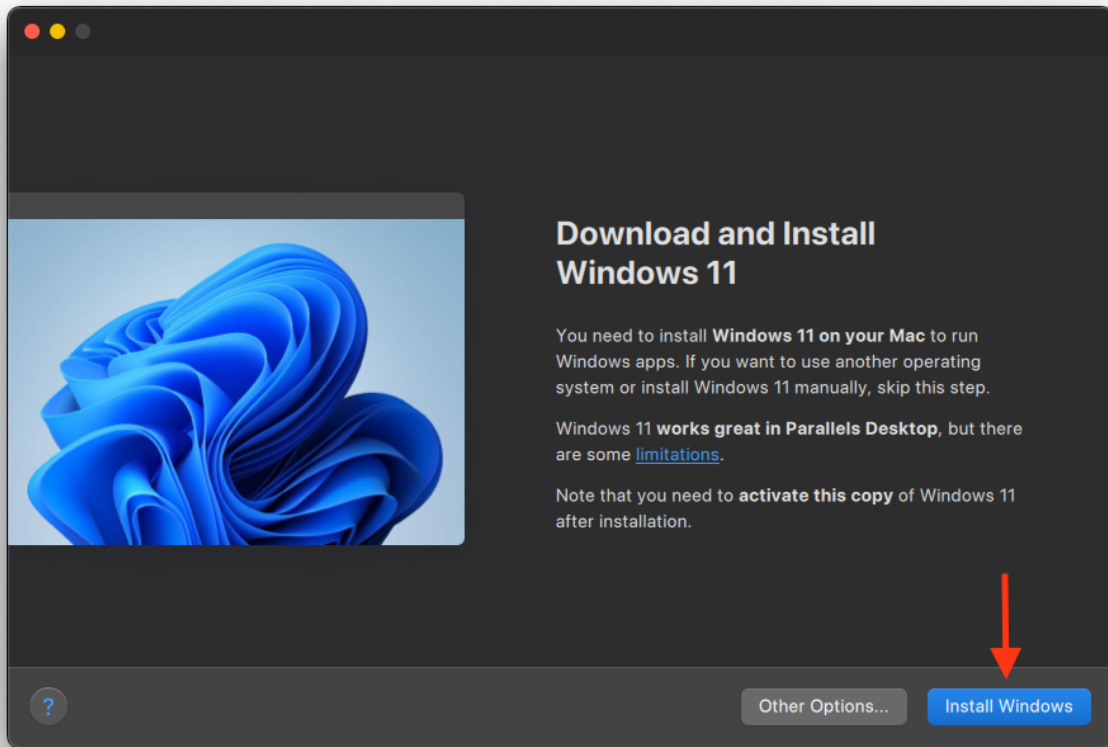 Download and Install
Windows 11
You need to install Windows 11 on your Mac to run
Windows apps. If you want to use another operating
system or install Windows 11 manually, skip this step.
Windows 11 works great in Parallels Desktop, but there
are some limitations.
Note that you need to activate this copy of Windows 11
after installation.
?
Other Options...
Install Windows